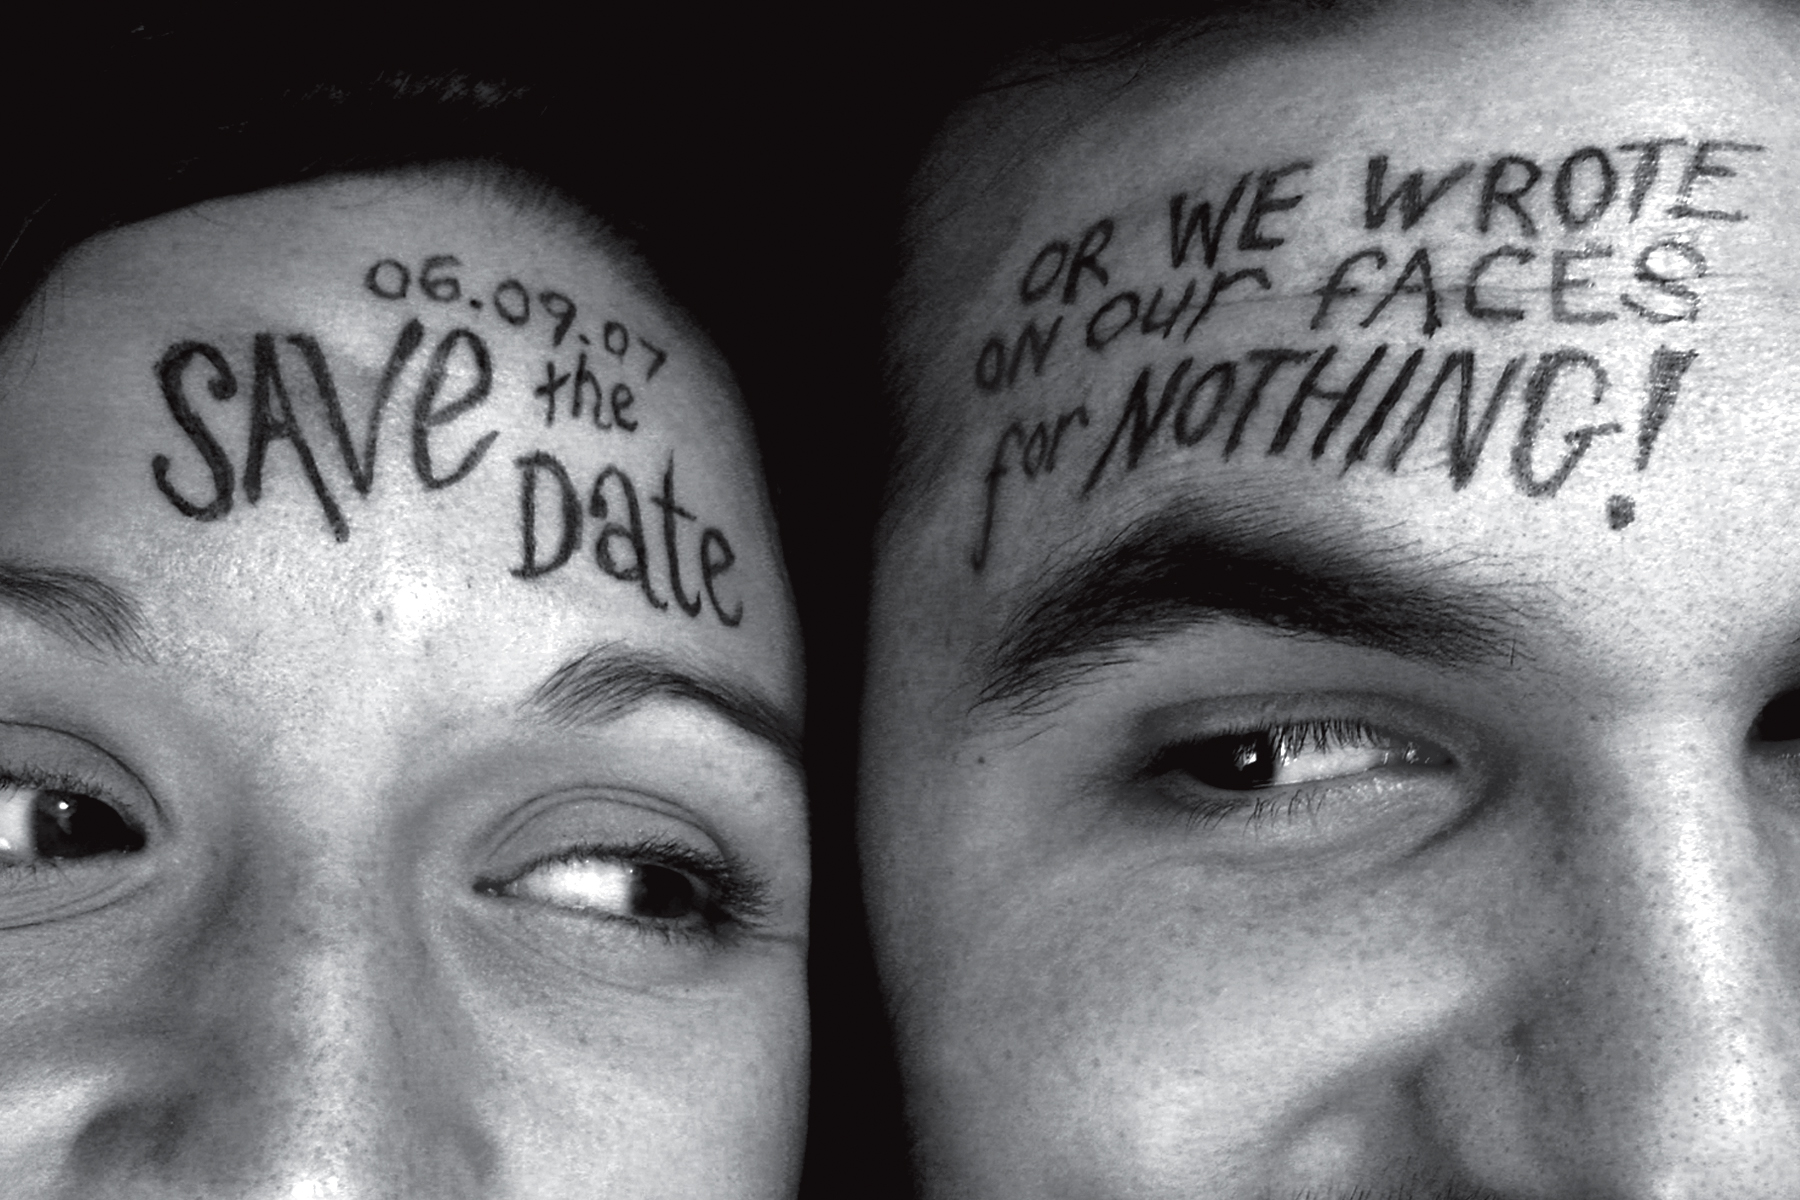 06.09.07
SAVe the
Date
OR WE WROTE
ON our fACES
for NOTHING!